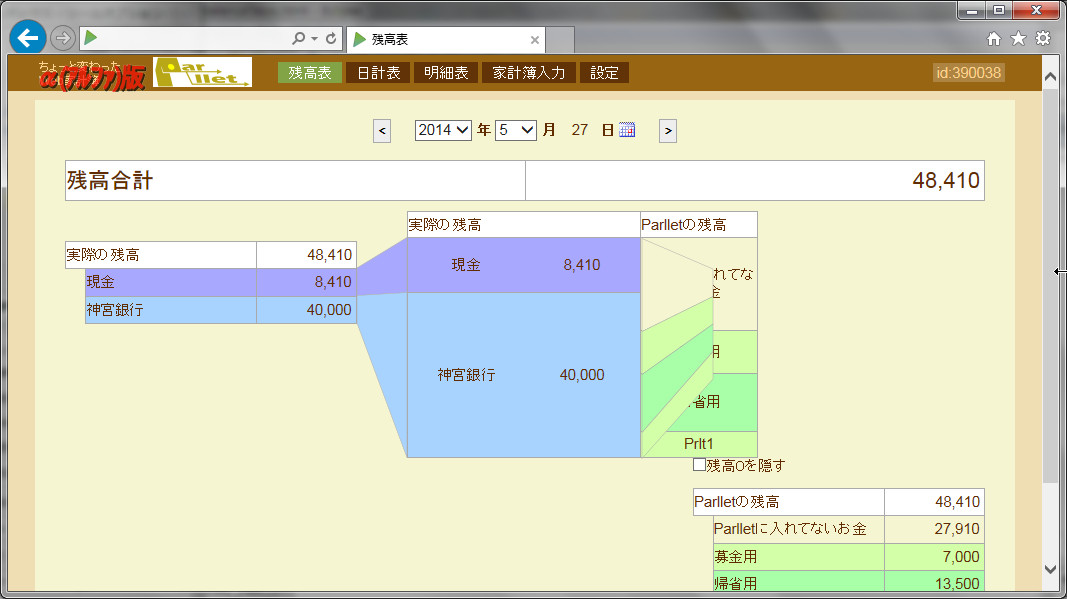 残高表
ちょっと変わった
α(アルファ)版
Parllet
残高表 日計表 明細表 家計簿入力 設定
id:390038
< 2014 年 5 月 27 日 >
残高合計 48,410
実際の残高 Parlletの残高
実際の残高 48,410
現金 8,410
れてな
金
現金 8,410
神宮銀行 40,000
用
神宮銀行 40,000
省用
Prlt1
残高0を隠す
Parlletの残高 48,410
Parlletに入れてないお金 27,910
募金用 7,000
帰省用 13,500